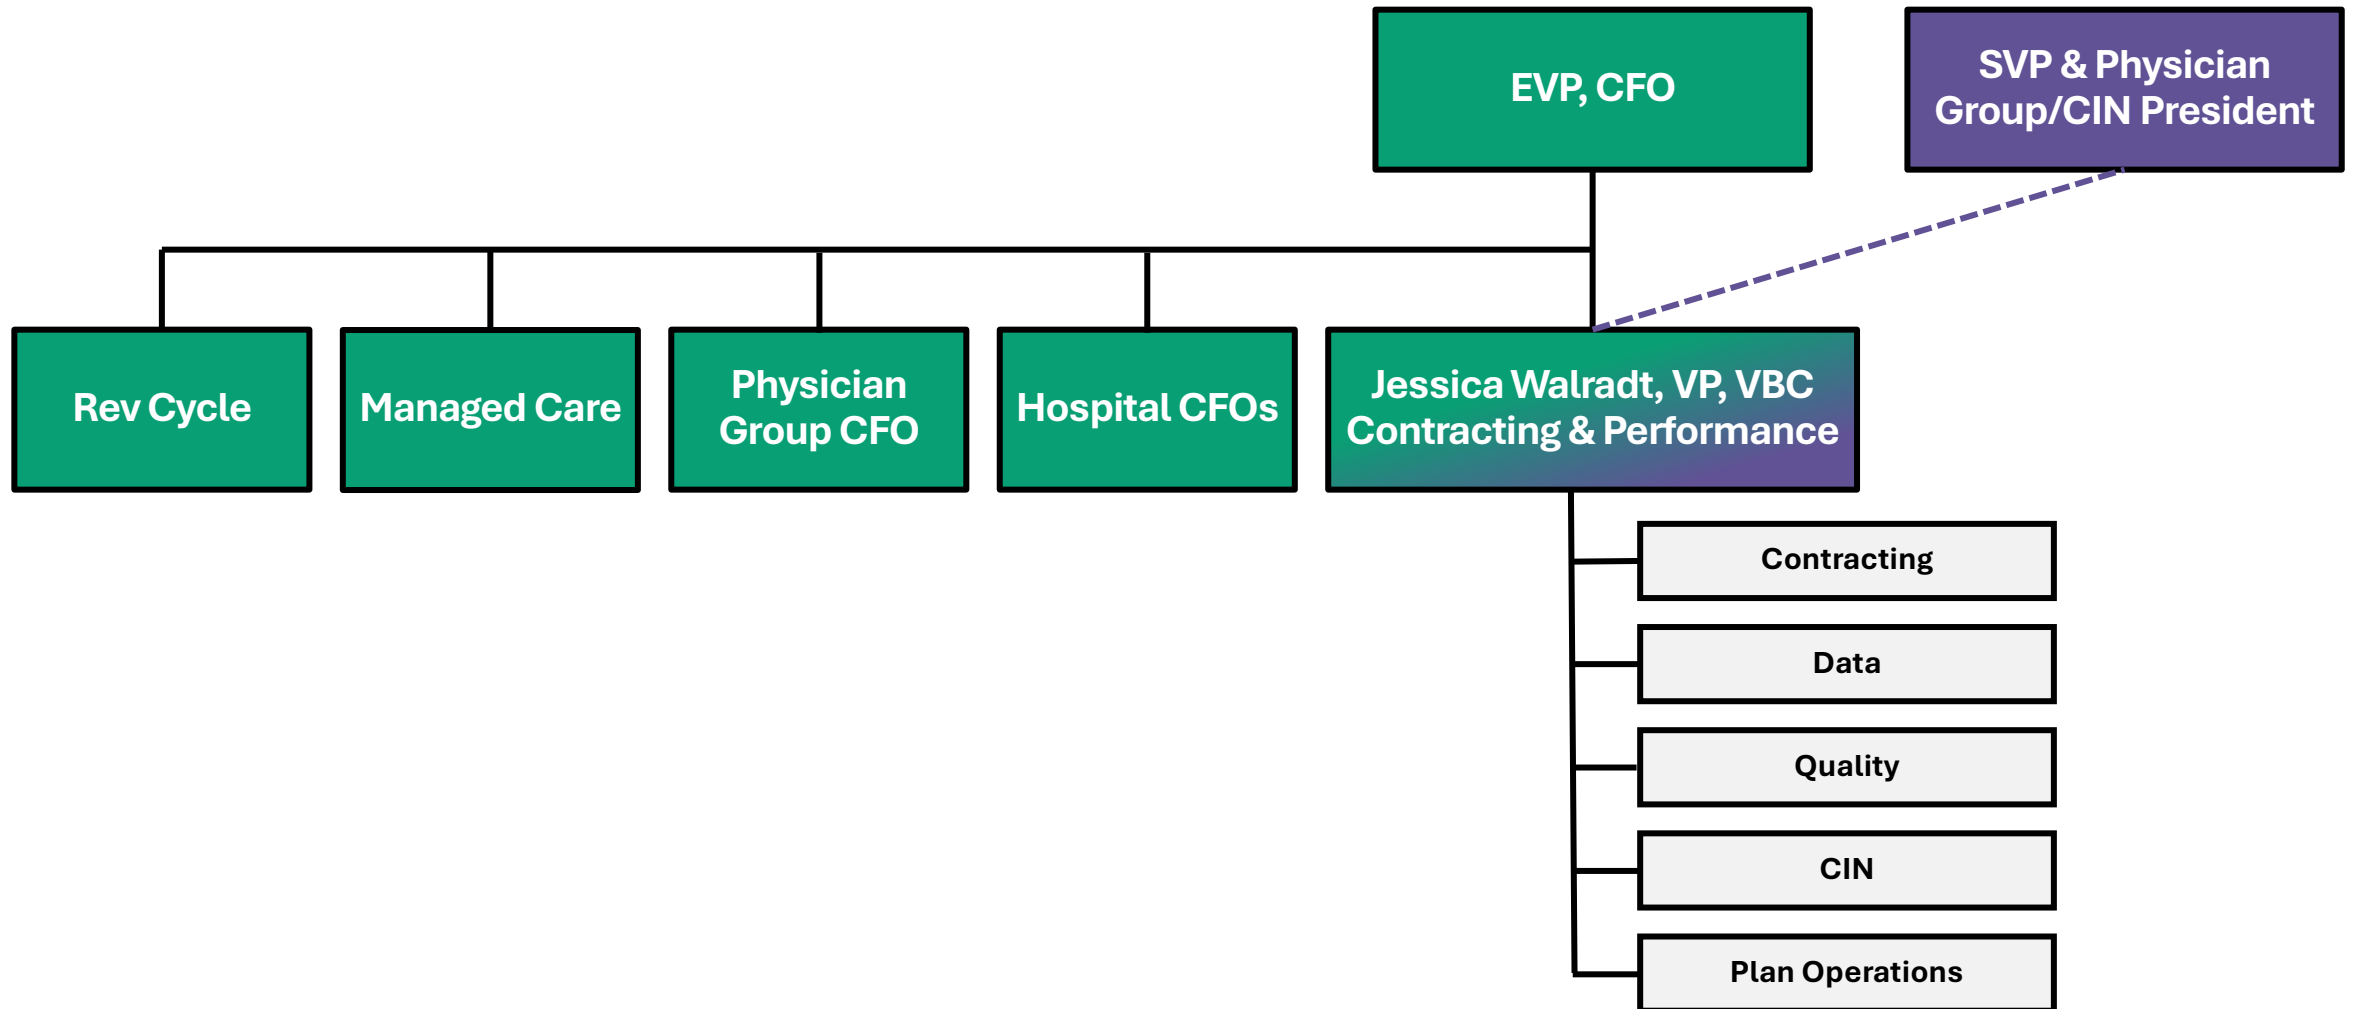 EVP, CFO
SVP & Physician
Group/CIN President
Rev Cycle
Managed Care
Physician
Group CFO
Hospital CFOs
Jessica Walradt, VP, VBC
Contracting & Performance
Contracting
Data
Quality
CIN
Plan Operations